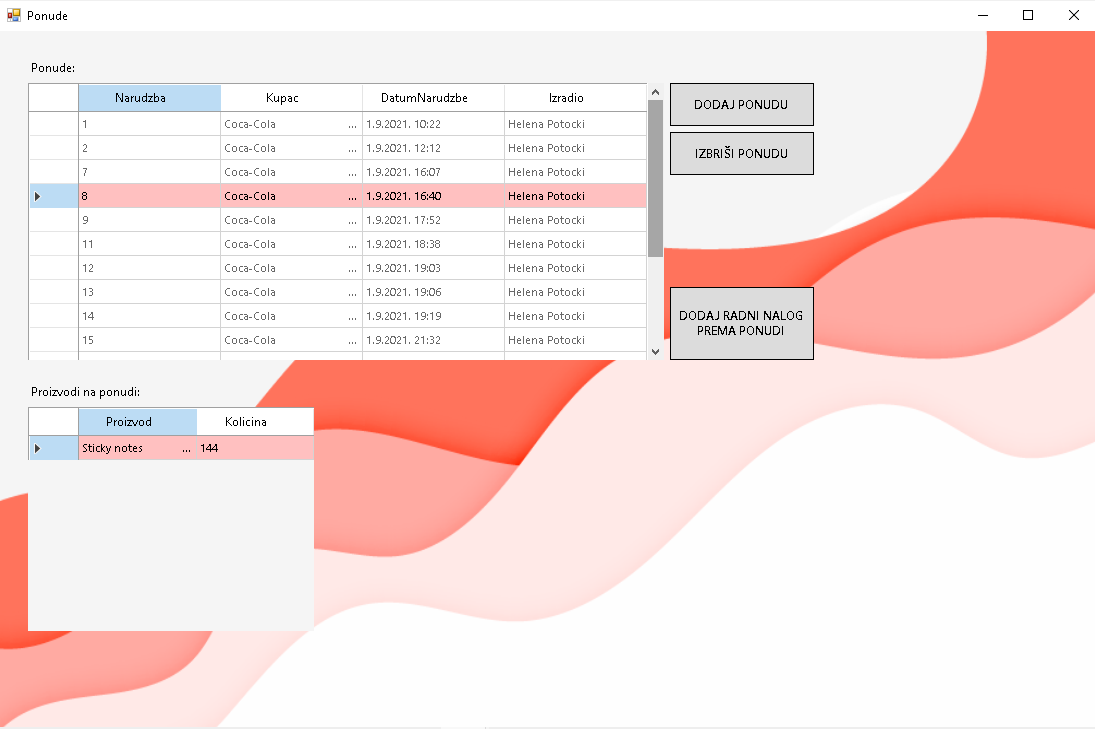 Ponude
Ponude:
Narudzba Kupac DatumNarudzbe Izradio
1 Coca-Cola ... 1.9.2021. 10:22 Helena Potocki
2 Coca-Cola ... 1.9.2021. 12:12 Helena Potocki
7 Coca-Cola ... 1.9.2021. 16:07 Helena Potocki
8 Coca-Cola ... 1.9.2021. 16:40 Helena Potocki
9 Coca-Cola ... 1.9.2021. 17:52 Helena Potocki
11 Coca-Cola ... 1.9.2021. 18:38 Helena Potocki
12 Coca-Cola ... 1.9.2021. 19:03 Helena Potocki
13 Coca-Cola ... 1.9.2021. 19:06 Helena Potocki
14 Coca-Cola ... 1.9.2021. 19:19 Helena Potocki
15 Coca-Cola ... 1.9.2021. 21:32 Helena Potocki
DODAJ PONUDU
IZBRIŠI PONUDU
DODAJ RADNI NALOG
PREMA PONUDI
Proizvodi na ponudi:
Proizvod Kolicina
Sticky notes ... 144